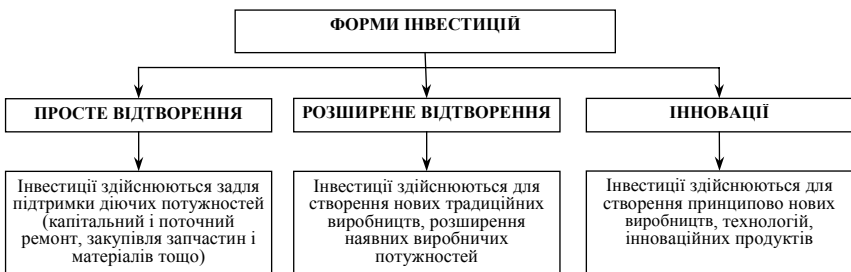 ФОРМИ ІНВЕСТИЦІЙ
ПРОСТЕ ВІДТВОРЕННЯ
РОЗШИРЕНЕ ВІДТВОРЕННЯ
ІННОВАЦІЇ
Інвестиції здійснюються задля
підтримки діючих потужностей
(капітальний і поточний
ремонт, закупівля запчастин і
матеріалів тощо)
Інвестиції здійснюються для
створення нових традиційних
виробництв, розширення
наявних виробничих
потужностей
Інвестиції здійснюються для
створення принципово нових
виробництв, технологій,
інноваційних продуктів